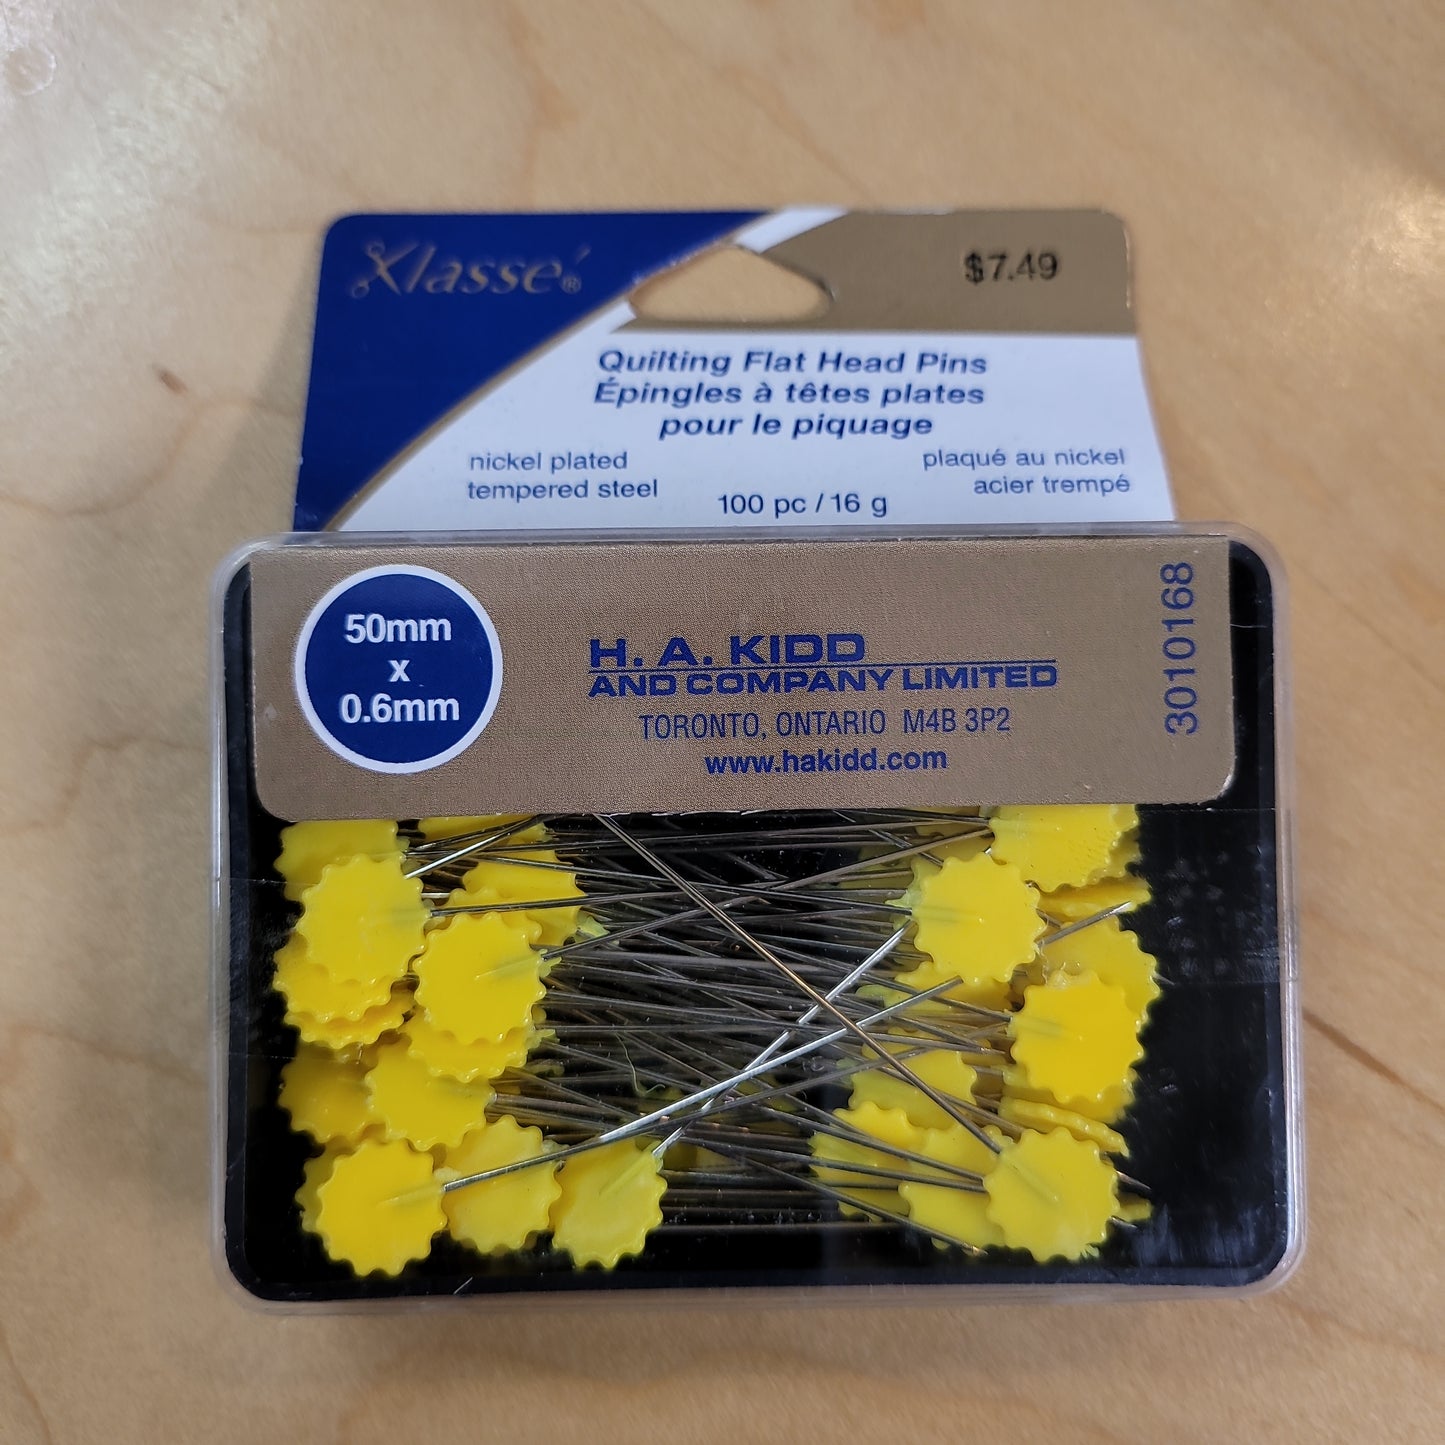 Klassé®
$7.49
Quilting Flat Head Pins
Épingles à têtes plates
pour le piquage
nickel plated
tempered steel
plaqué au nickel
acier trempé
100 pc / 16 g
50mm
x
0.6mm
H. A. KIDD
AND COMPANY LIMITED
TORONTO, ONTARIO M4B 3P2
www.hakidd.com
3010168